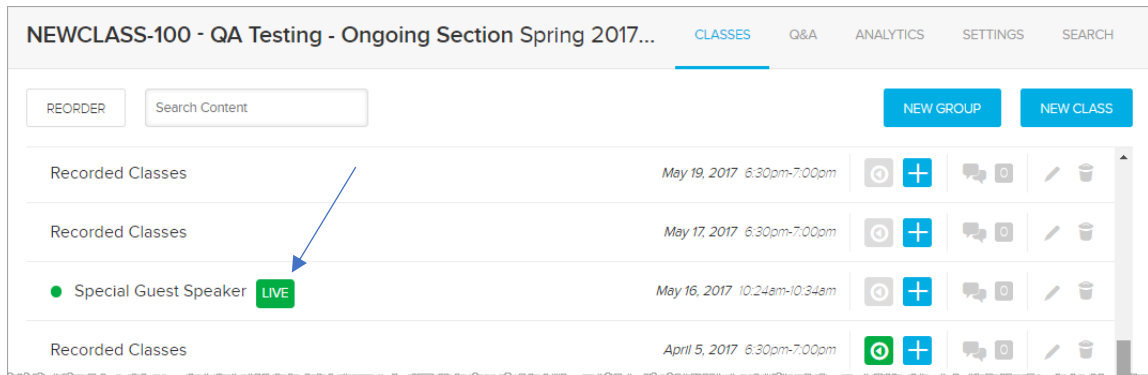 NEWCLASS-100 - QA Testing - Ongoing Section Spring 2017... CLASSES Q&A ANALYTICS SETTINGS SEARCH
REORDER Search Content NEW GROUP NEW CLASS
Recorded Classes May 19, 2017 6:30pm-7:00pm 0
Recorded Classes May 17, 2017 6:30pm-7:00pm 0
Special Guest Speaker LIVE May 16, 2017 10:24am-10:34am 0
Recorded Classes April 5, 2017 6:30pm-7:00pm 0